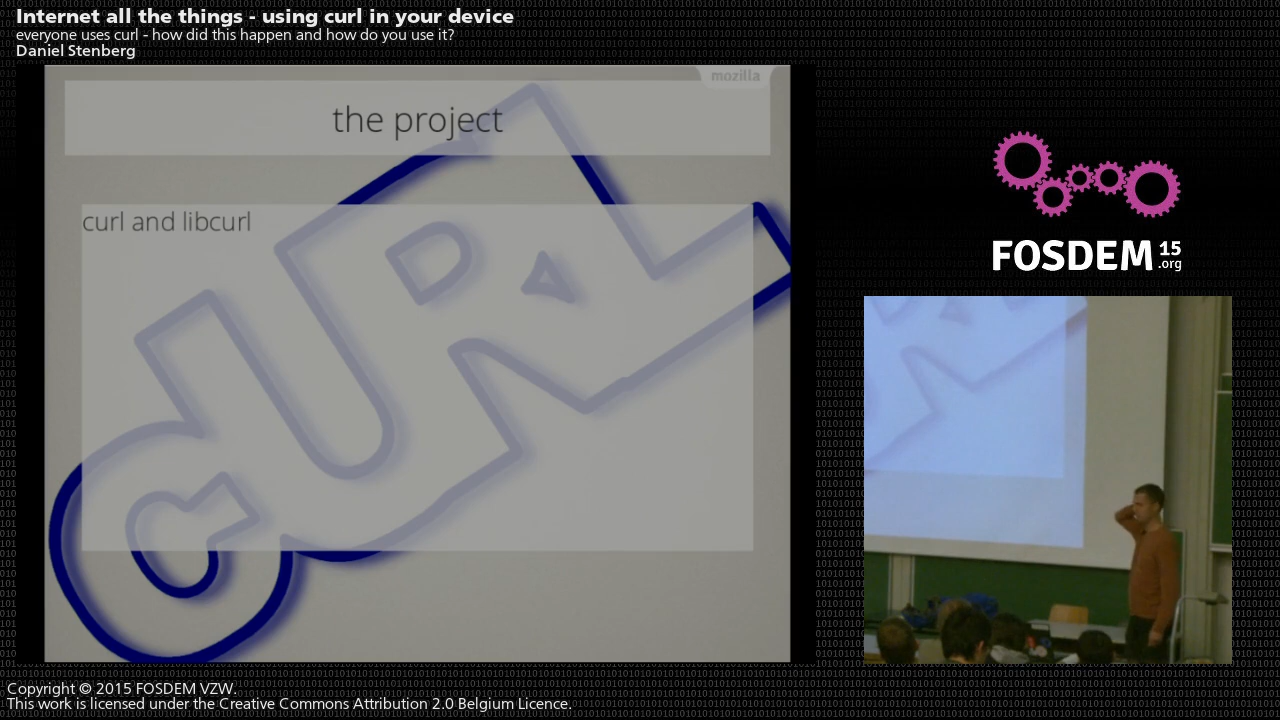 Internet all the things - using curl in your device
everyone uses curl - how did this happen and how do you use it?
Daniel Stenberg
mozilla
the project
curl and libcurl
CURL
FOSDEM 15
.org
Copyright © 2015 FOSDEM VZW.
This work is licensed under the Creative Commons Attribution 2.0 Belgium Licence.